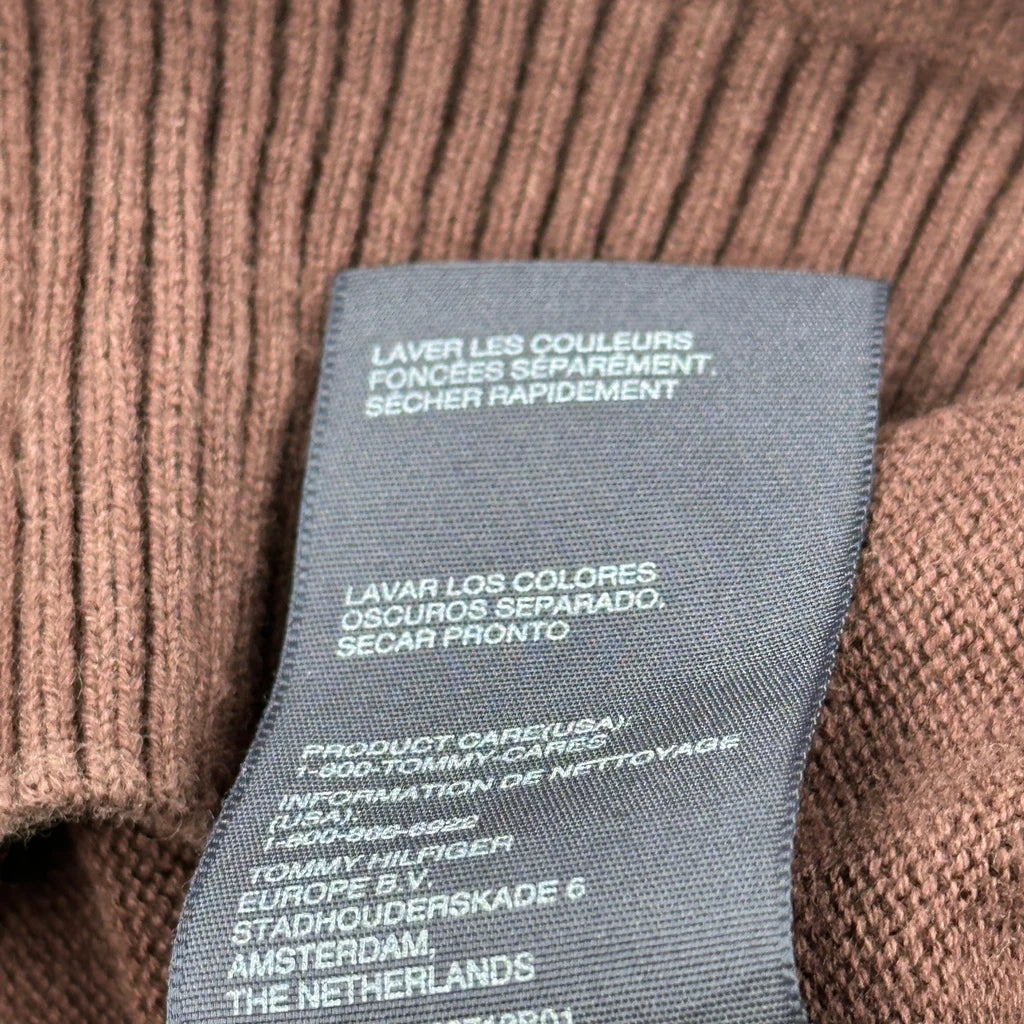 LAVER LES COULEURS
FONCÉES SÉPARÉMENT.
SÉCHER RAPIDEMENT
LAVAR LOS COLORES
OSCUROS SEPARADO.
SECAR PRONTO
PRODUCT CARE(USA):
1-800-TOMMY-CARES
INFORMATION DE NETTOYAGE
(USA).
1-800-866-6922
TOMMY HILFIGER
EUROPE B.V.
STADHOUDERSKADE 6
AMSTERDAM,
THE NETHERLANDS